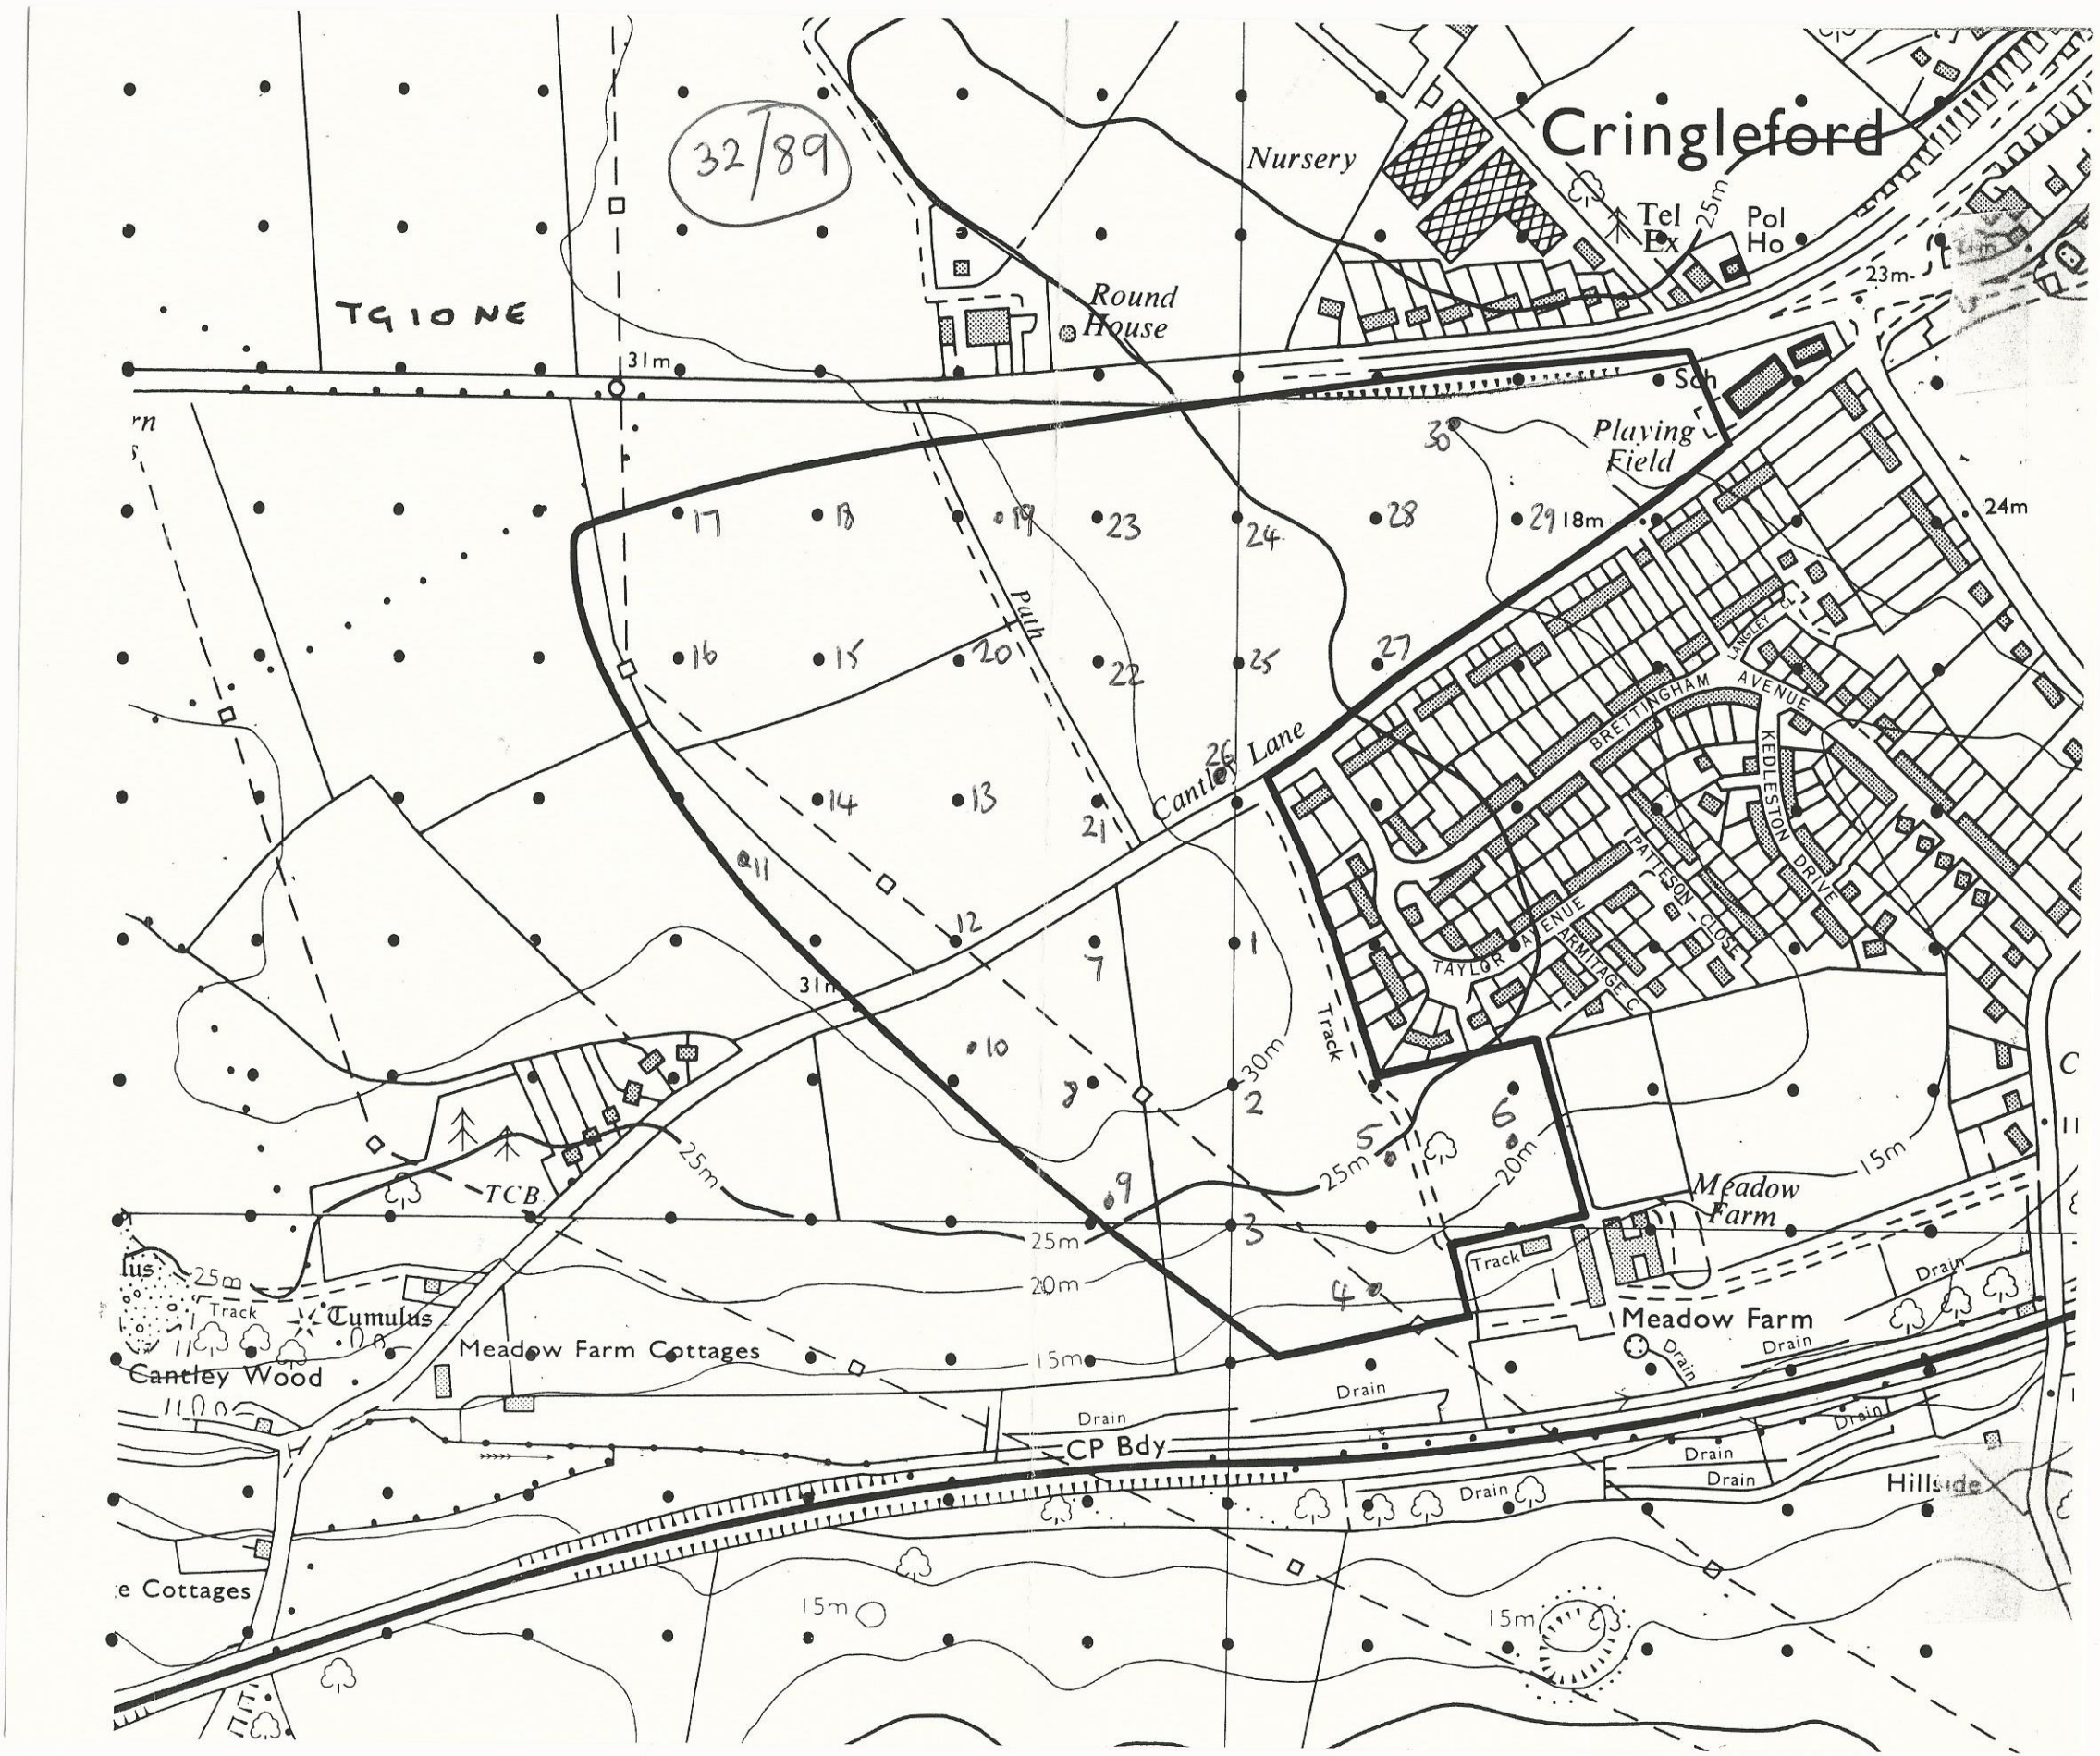 Cringleford
32/89
Nursery
25m
Tel
Ex
Pol
Ho
23m
TG 10 NE
Round
House
31m
Sch
rn
s,
30
Playing
Field
17
18
19
23
24
28
29
18m
24m
Path
LANGLEY
16
15
20
22
25
27
BRETTINGHAM
AVENUE
26
Cantley Lane
KEDLESTON DRIVE
14
13
21
11
PATTESON CLOSE
12
7
1
TAYLOR AVENUE
ARMITAGE C.
31m
Track
10
30m
8
2
C
6
5
25m
25m
20m
15m
TCB
9
Meadow
Farm
3
25m
lus
25m
20m
Track
Drain
Track
Tumulus
4
Meadow Farm
Meadow Farm Cottages
15m
Drain
Drain
Cantley Wood
Drain
Drain
Drain
CP Bdy
Drain
Drain
Hillside
Drain
e Cottages
15m
15m